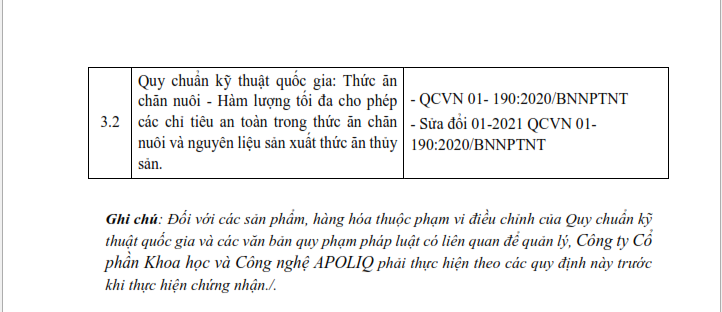 3.2
Quy chuẩn kỹ thuật quốc gia: Thức ăn
chăn nuôi - Hàm lượng tối đa cho phép
các chỉ tiêu an toàn trong thức ăn chăn
nuôi và nguyên liệu sản xuất thức ăn thủy
sản.
- QCVN 01- 190:2020/BNNPTNT
- Sửa đổi 01-2021 QCVN 01-
190:2020/BNNPTNT
Ghi chú: Đối với các sản phẩm, hàng hóa thuộc phạm vi điều chỉnh của Quy chuẩn kỹ
thuật quốc gia và các văn bản quy phạm pháp luật có liên quan để quản lý, Công ty Cổ
phần Khoa học và Công nghệ APOLIQ phải thực hiện theo các quy định này trước
khi thực hiện chứng nhận./.